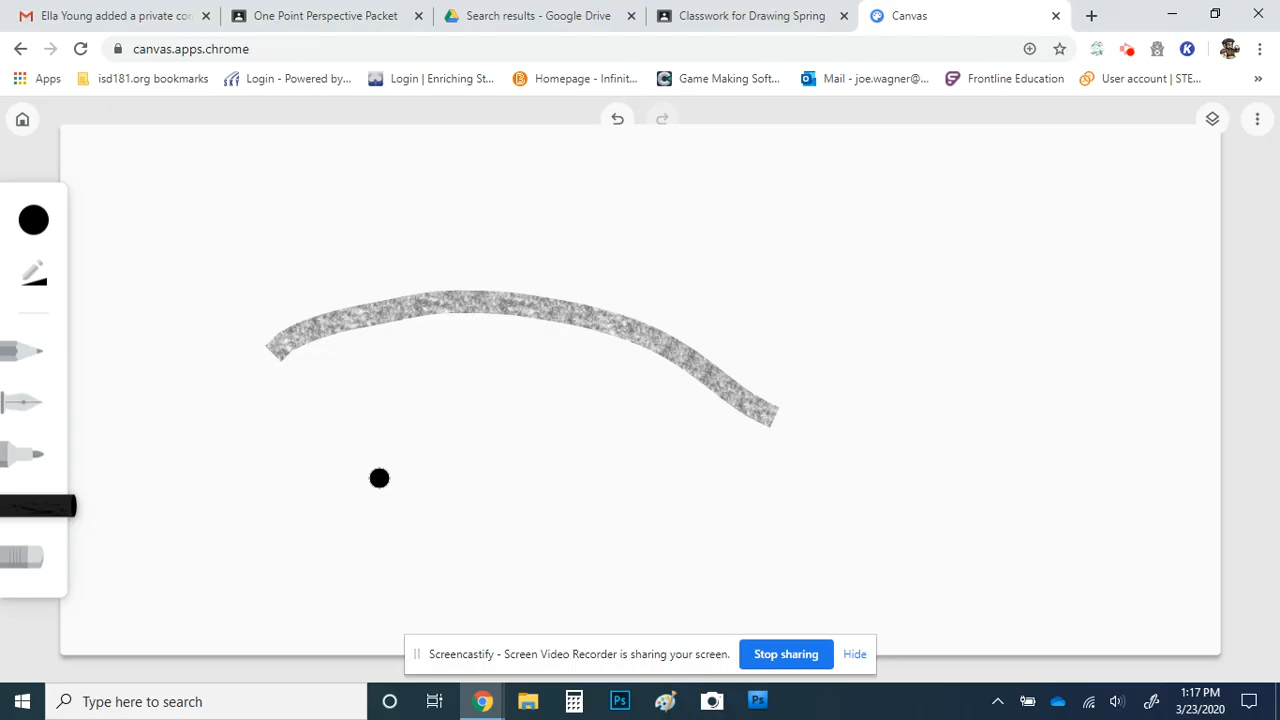 Ella Young added a private co
One Point Perspective Packe
Search results - Google Drive
Classwork for Drawing Spring
Canvas
canvas.apps.chrome
Apps
isd181.org bookmarks
Login - Powered by...
Login | Enriching St...
Homepage - Infinit...
Game Making Soft...
Mail - joe.wagner@...
Frontline Education
User account | STE...
Screencastify - Screen Video Recorder is sharing your screen.
Stop sharing
Hide
Type here to search
Ps
Ps
1:17 PM
3/23/2020